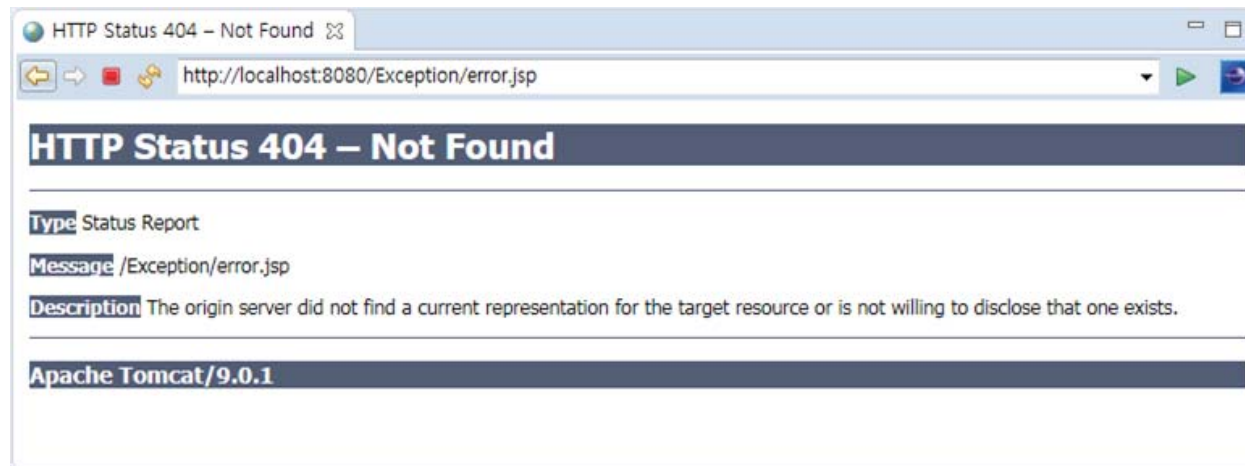 HTTP Status 404 – Not Found
http://localhost:8080/Exception/error.jsp
HTTP Status 404 – Not Found
Type Status Report
Message /Exception/error.jsp
Description The origin server did not find a current representation for the target resource or is not willing to disclose that one exists.
Apache Tomcat/9.0.1